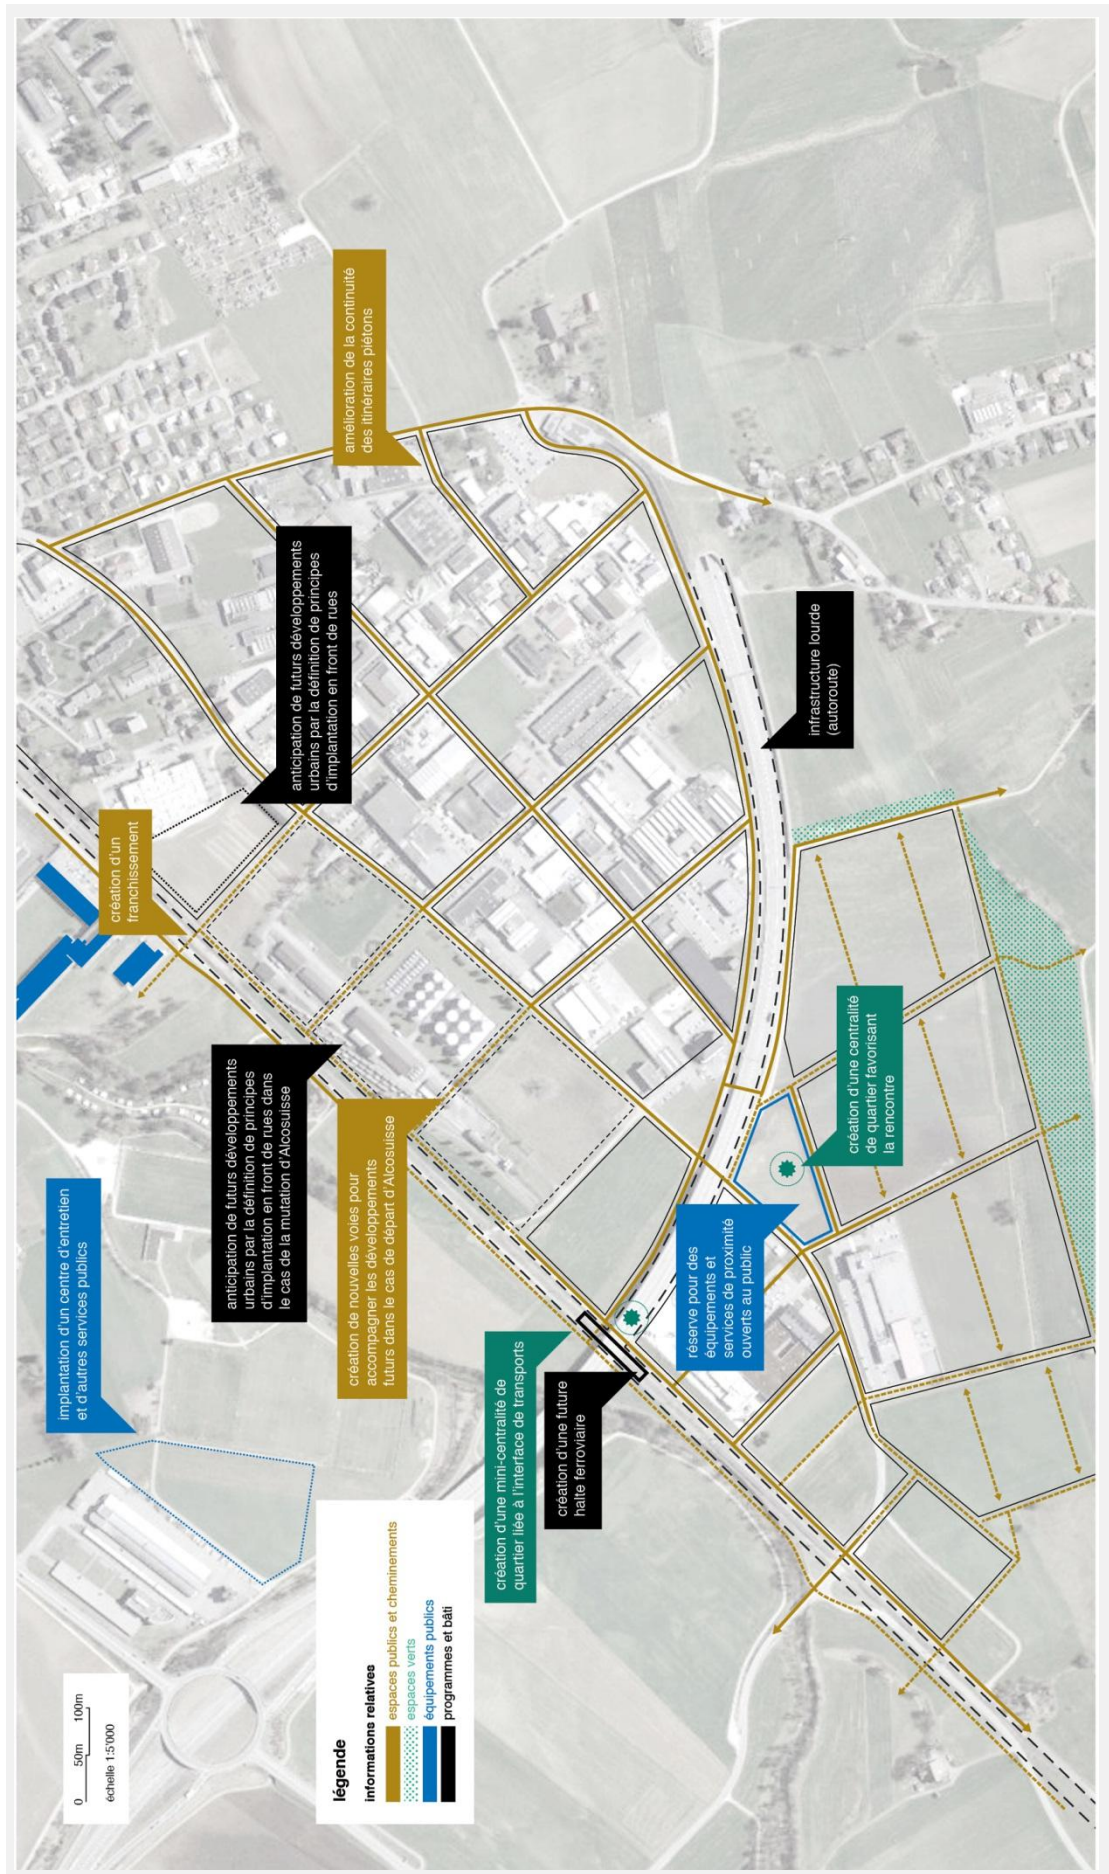 amélioration de la continuité
des itinéraires piétons
anticipation de futurs développements
urbains par la définition de principes
d'implantation en front de rues
création d'un
franchissement
infrastructure lourde
(autoroute)
anticipation de futurs développements
urbains par la définition de principes
d'implantation en front de rues dans
le cas de la mutation d'Alcosuisse
création de nouvelles voies pour
accompagner les développements
futurs dans le cas de départ d'Alcosuisse
implantation d'un centre d'entretien
et d'autres services publics
création d'une centralité
de quartier favorisant
la rencontre
réserve pour des
équipements et
services de proximité
ouverts au public
création d'une mini-centralité de
quartier liée à l'interface de transports
création d'une future
halte ferroviaire
légende
informations relatives
espaces publics et cheminements
espaces verts
équipements publics
programmes et bâti
0 50m 100m
échelle 1:5'000